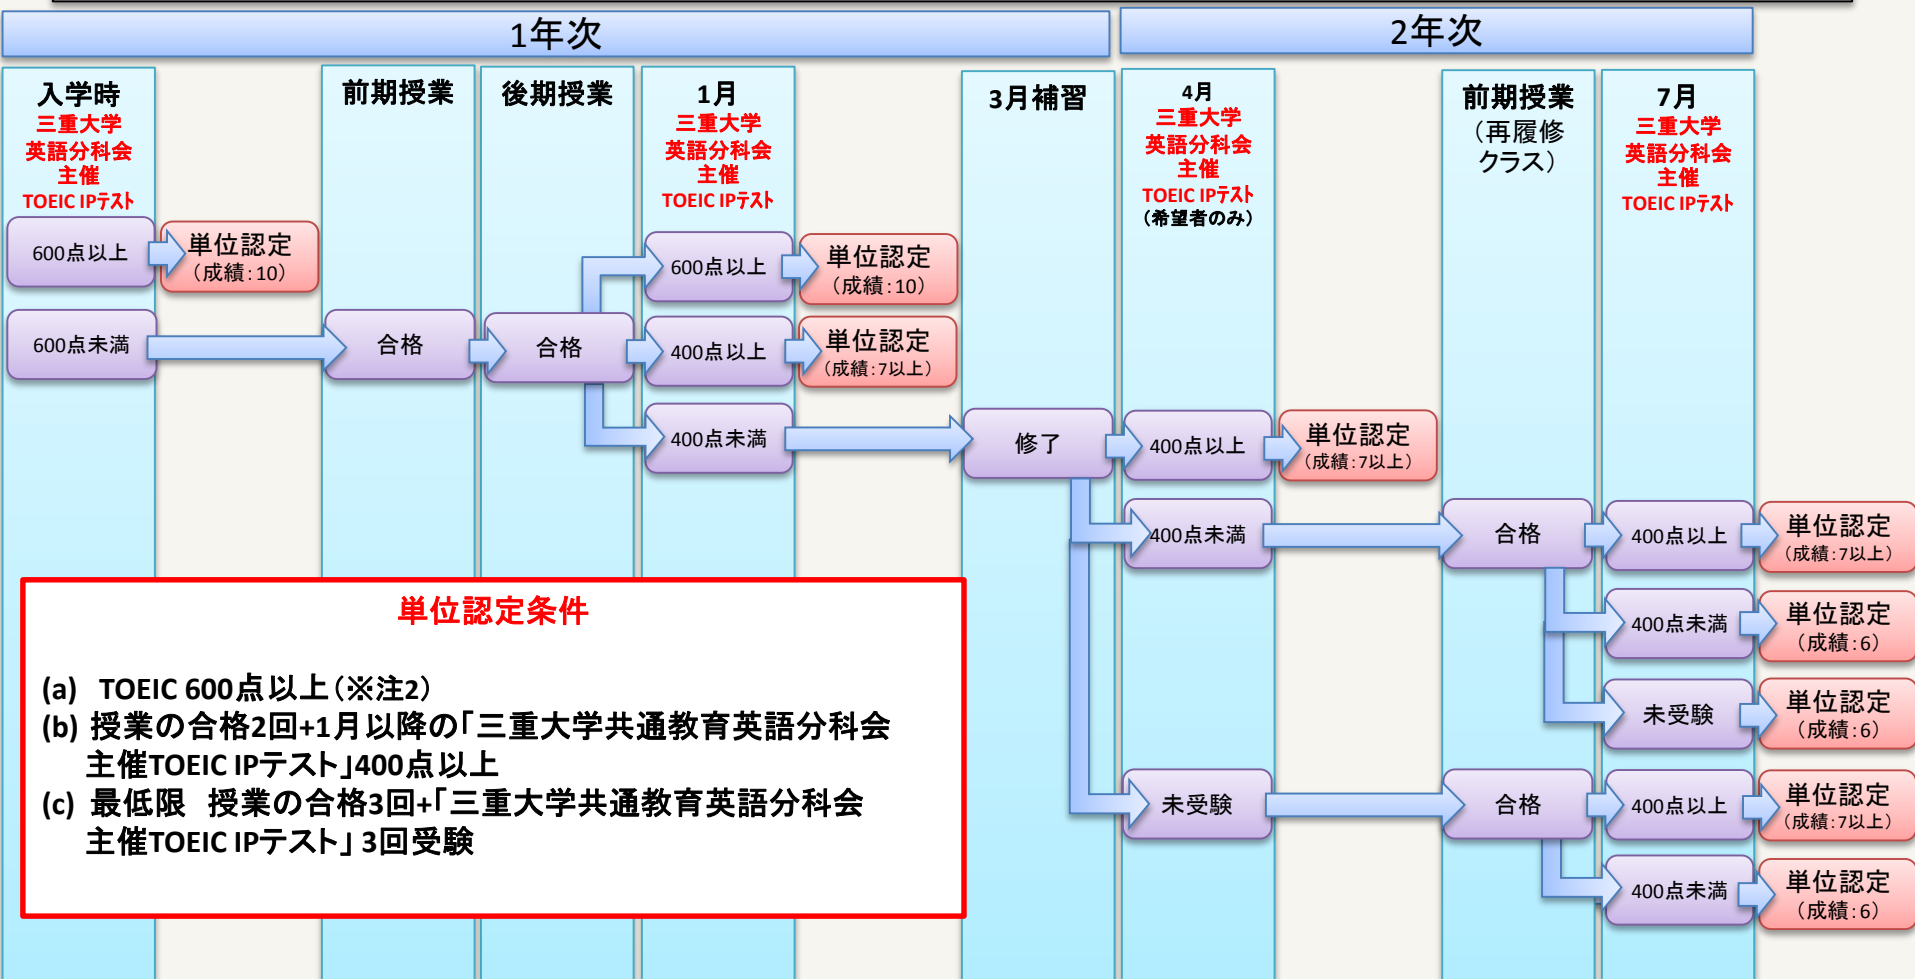 1年次
2年次
入学時
三重大学
英語分科会
主催
TOEIC IPテスト
前期授業
後期授業
1月
三重大学
英語分科会
主催
TOEIC IPテスト
3月補習
4月
三重大学
英語分科会
主催
TOEIC IPテスト
（希望者のみ）
前期授業
（再履修
クラス）
7月
三重大学
英語分科会
主催
TOEIC IPテスト
600点以上
単位認定
（成績：10）
600点以上
単位認定
（成績：10）
600点未満
合格
合格
400点以上
単位認定
（成績：7以上）
400点未満
修了
400点以上
単位認定
（成績：7以上）
400点未満
合格
400点以上
単位認定
（成績：7以上）
400点未満
単位認定
（成績：6）
未受験
単位認定
（成績：6）
未受験
合格
400点以上
単位認定
（成績：7以上）
400点未満
単位認定
（成績：6）
単位認定条件
(a) TOEIC 600点以上（※注2）
(b) 授業の合格2回+1月以降の「三重大学共通教育英語分科会
主催TOEIC IPテスト」400点以上
(c) 最低限 授業の合格3回+「三重大学共通教育英語分科会
主催TOEIC IPテスト」 3回受験